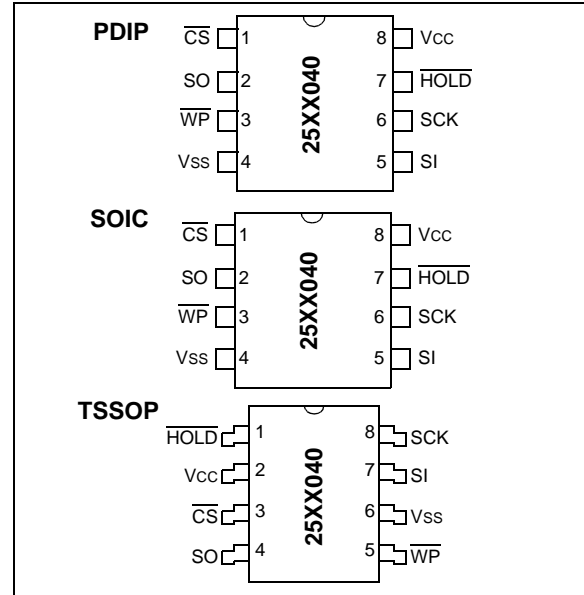 PDIP
CS 1 8 VCC
SO 2 7 HOLD
WP 3 6 SCK
VSS 4 5 SI
25XX040
SOIC
CS 1 8 VCC
SO 2 7 HOLD
WP 3 6 SCK
VSS 4 5 SI
25XX040
TSSOP
HOLD 1 8 SCK
VCC 2 7 SI
CS 3 6 VSS
SO 4 5 WP
25XX040